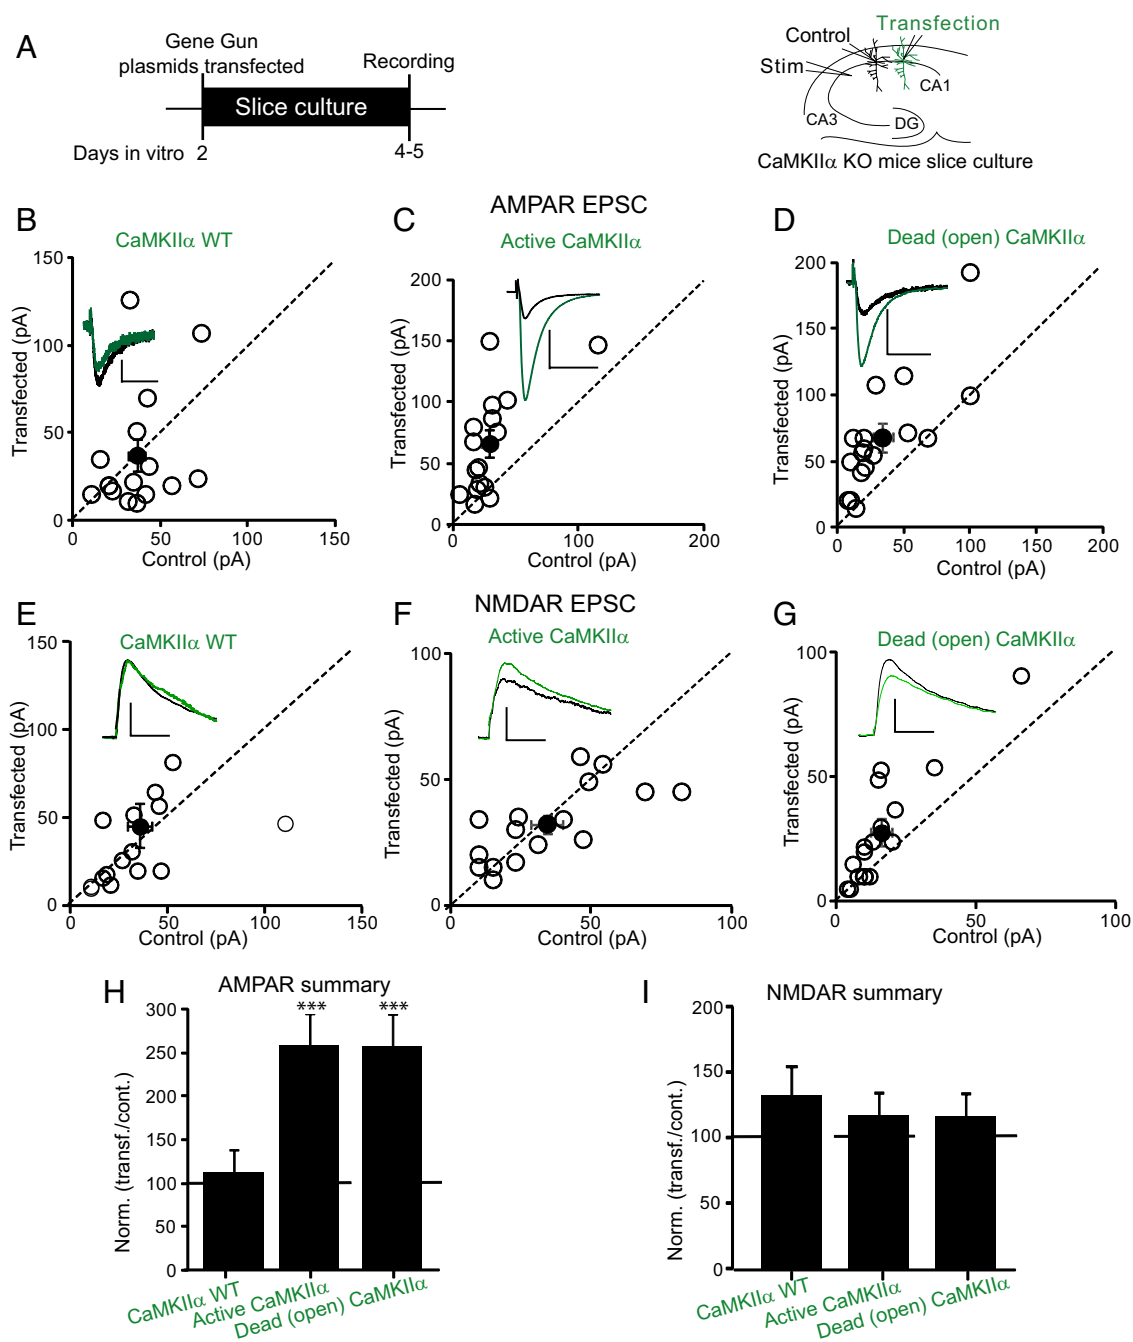 A
Gene Gun
plasmids transfected
Recording
Slice culture
Days in vitro 2
4-5
Transfection
Control
Stim
CA1
CA3
DG
CaMKIIα KO mice slice culture
AMPAR EPSC
B
CaMKIIα WT
150
100
50
0
Transfected (pA)
0 50 100 150
Control (pA)
C
Active CaMKIIα
200
150
100
50
0
Transfected (pA)
0 100 200
Control (pA)
D
Dead (open) CaMKIIα
200
150
100
50
0
Transfected (pA)
0 50 100 150 200
Control (pA)
NMDAR EPSC
E
CaMKIIα WT
150
100
50
0
Transfected (pA)
0 50 100 150
Control (pA)
F
Active CaMKIIα
100
50
0
Transfected (pA)
0 50 100
Control (pA)
G
Dead (open) CaMKIIα
100
50
0
Transfected (pA)
0 50 100
Control (pA)
H
AMPAR summary
*** ***
300
250
200
150
100
50
0
Norm. (transf./cont.)
CaMKIIα WT
Active CaMKIIα
Dead (open) CaMKIIα
I
NMDAR summary
200
150
100
50
0
Norm. (transf./cont.)
CaMKIIα WT
Active CaMKIIα
Dead (open) CaMKIIα